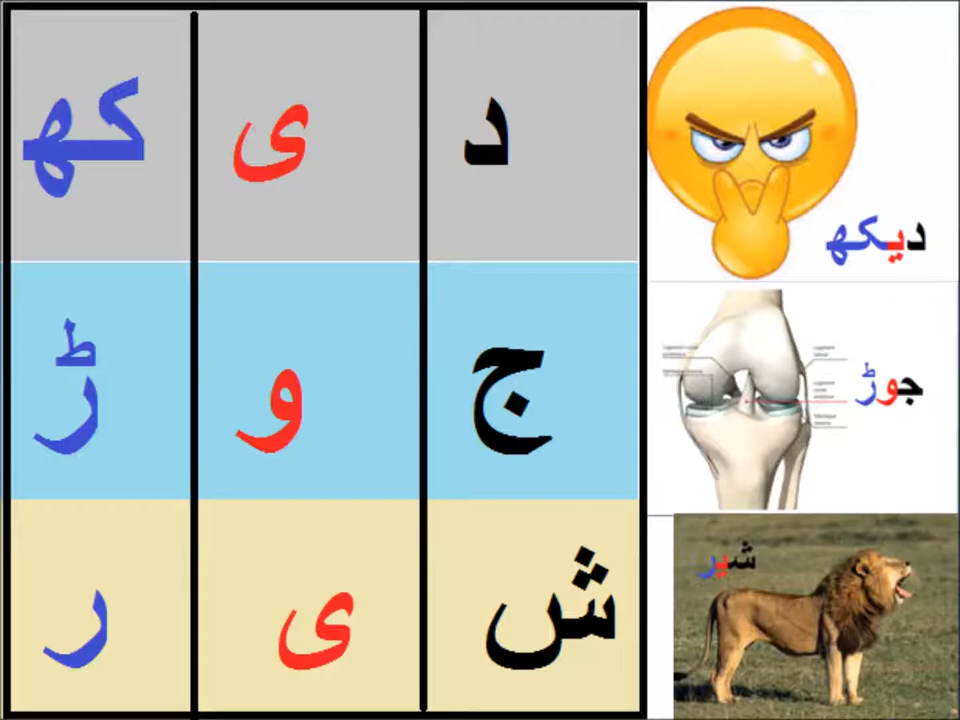 د ی کھ
دیکھ
ج و ڑ
جوڑ
ش ی ر
شیر